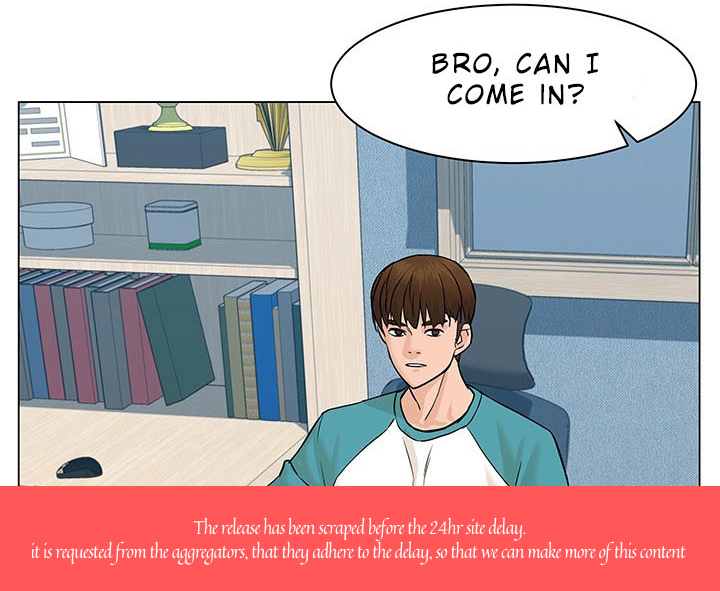 BRO, CAN I
COME IN?
The release has been scraped before the 24hr site delay.
it is requested from the aggregators, that they adhere to the delay, so that we can make more of this content